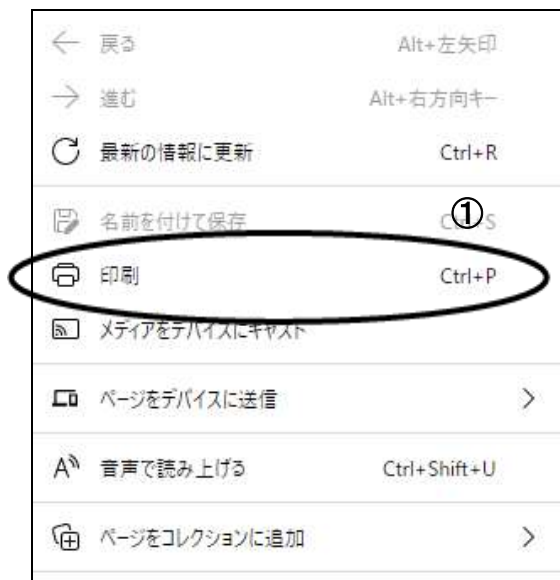 戻る Alt+左矢印
進む Alt+右方向キー
最新の情報に更新 Ctrl+R
①
名前を付けて保存 Ctrl+S
印刷 Ctrl+P
メディアをデバイスにキャスト
ページをデバイスに送信
音声で読み上げる Ctrl+Shift+U
ページをコレクションに追加